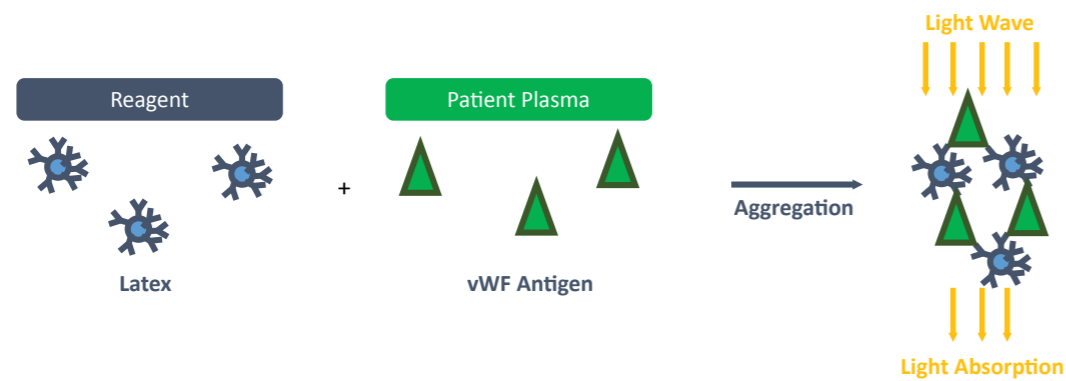 Light Wave
Reagent
Patient Plasma
+
Aggregation
Latex
vWF Antigen
Light Absorption